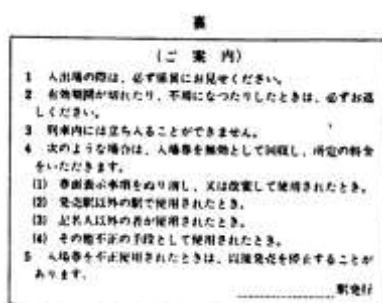 裏
(ご案内)
1 入出場の際は、必ず係員にお見せください。
2 有効期間が切れたり、不用になつたりしたときは、必ずお返
しください。
3 列車内には立ち入ることができません。
4 次のような場合は、入場券を無効として回収し、所定の料金
をいただきます。
(1) 券面表示事項をぬり消し、又は改変して使用されたとき。
(2) 発売駅以外の駅で使用されたとき。
(3) 記名人以外の者が使用されたとき。
(4) その他不正の手段として使用されたとき。
5 入場券を不正使用されたときは、以後発売を停止することが
あります。
駅発行